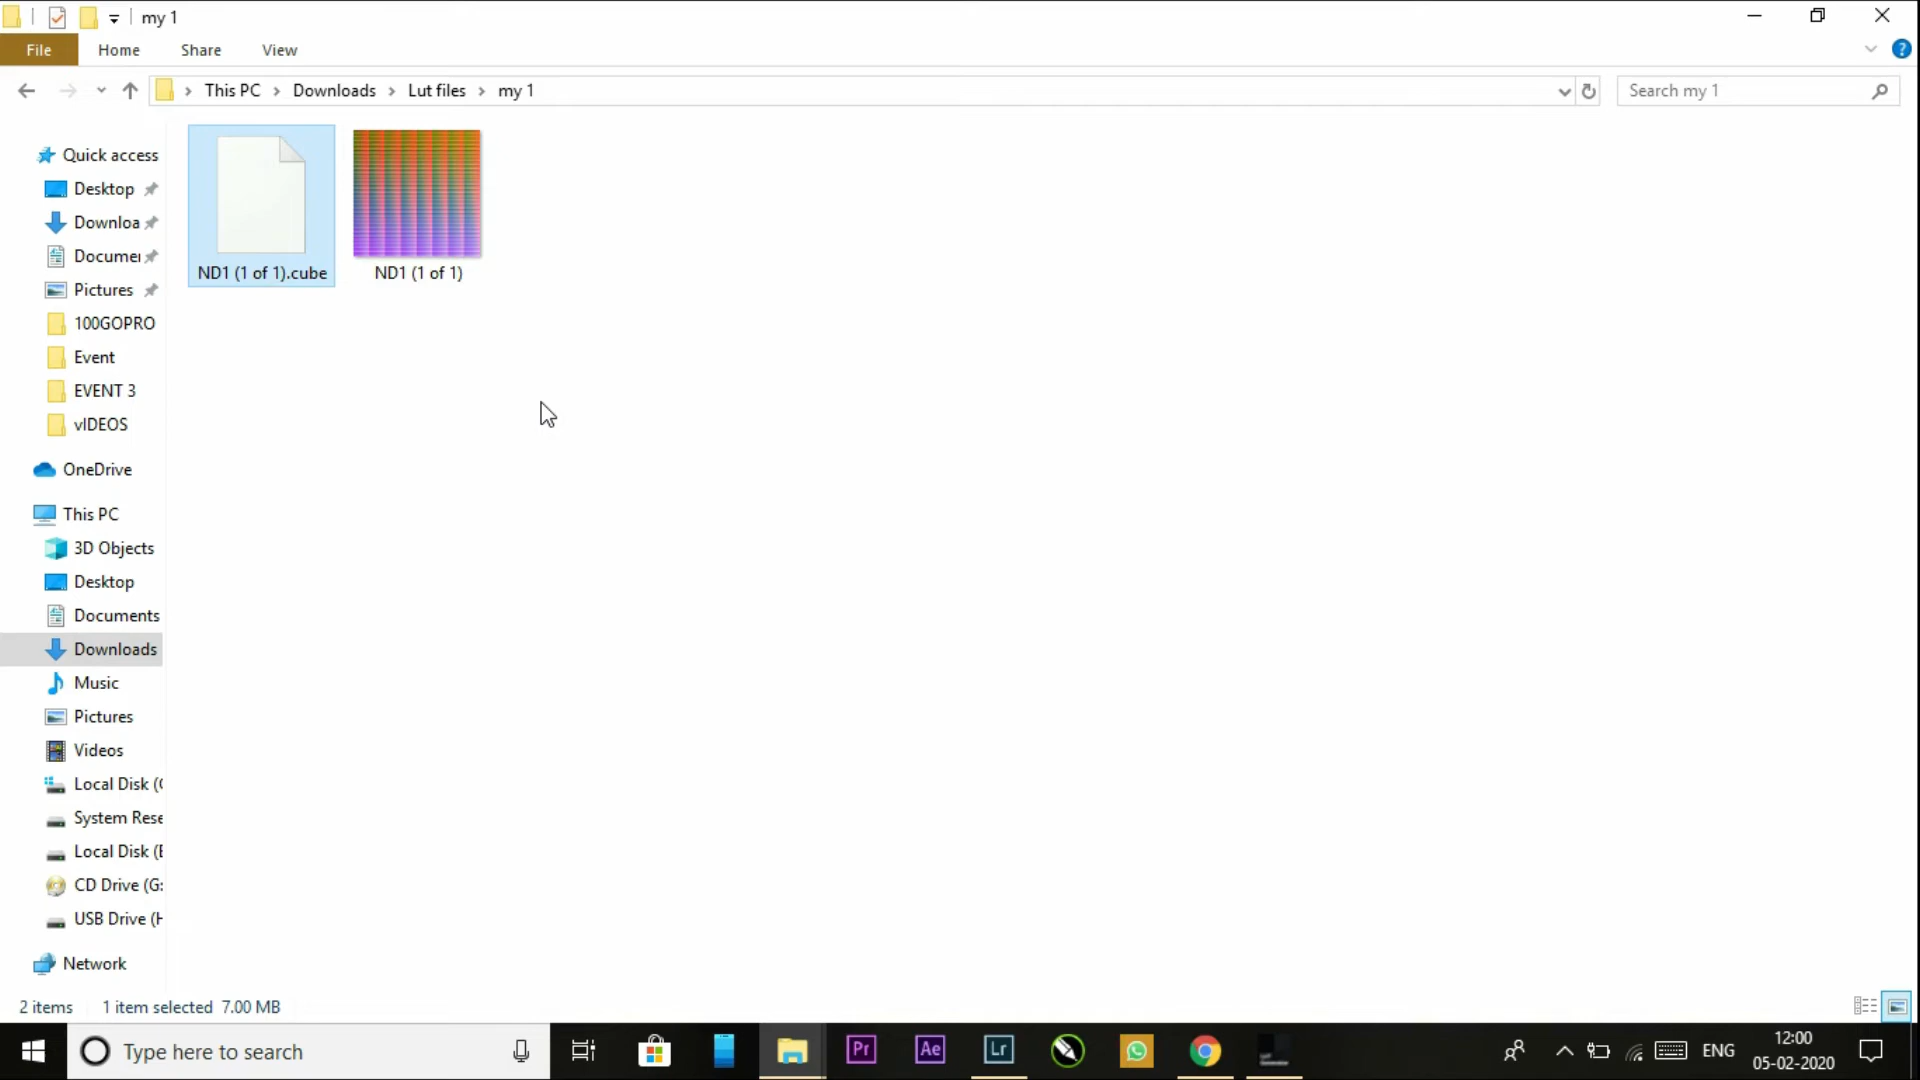 my 1
File Home Share View
This PC Downloads Lut files my 1
Search my 1
Quick access
Desktop
Downloa
Documer
Pictures
100GOPRO
Event
EVENT 3
vIDEOS
OneDrive
This PC
3D Objects
Desktop
Documents
Downloads
Music
Pictures
Videos
Local Disk (
System Rese
Local Disk (E
CD Drive (G:
USB Drive (H
Network
ND1 (1 of 1).cube
ND1 (1 of 1)
2 items 1 item selected 7.00 MB
Type here to search
Pr Ae Lr
ENG
12:00
05-02-2020